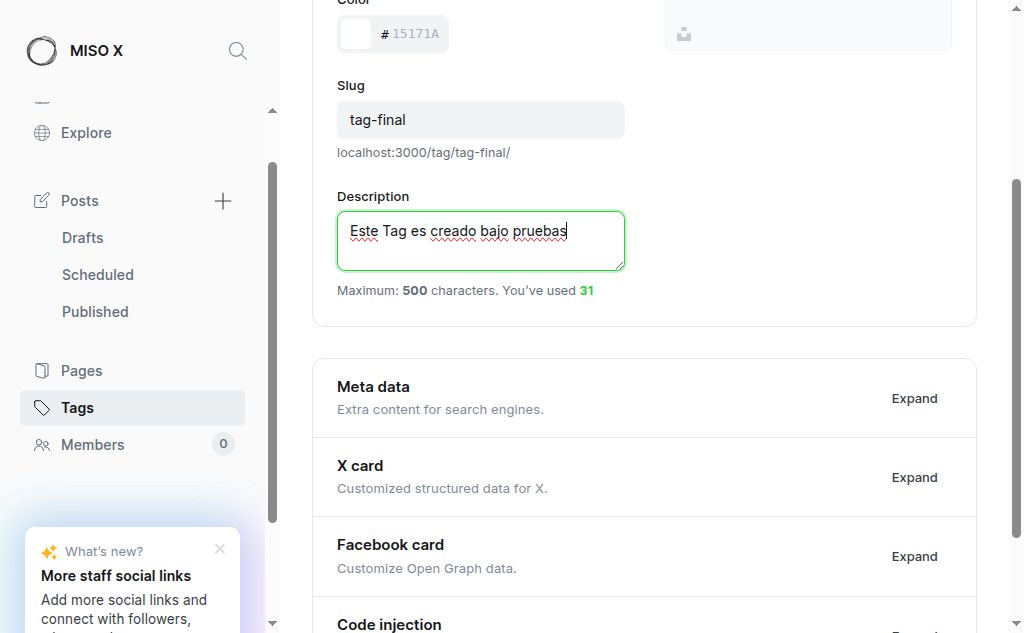 MISO X
Explore
Posts
Drafts
Scheduled
Published
Pages
Tags
Members 0
What's new?
More staff social links
Add more social links and
connect with followers,
Color
#15171A
Slug
tag-final
localhost:3000/tag/tag-final/
Description
Este Tag es creado bajo pruebas
Maximum: 500 characters. You've used 31
Meta data
Extra content for search engines.
Expand
X card
Customized structured data for X.
Expand
Facebook card
Customize Open Graph data.
Expand
Code injection